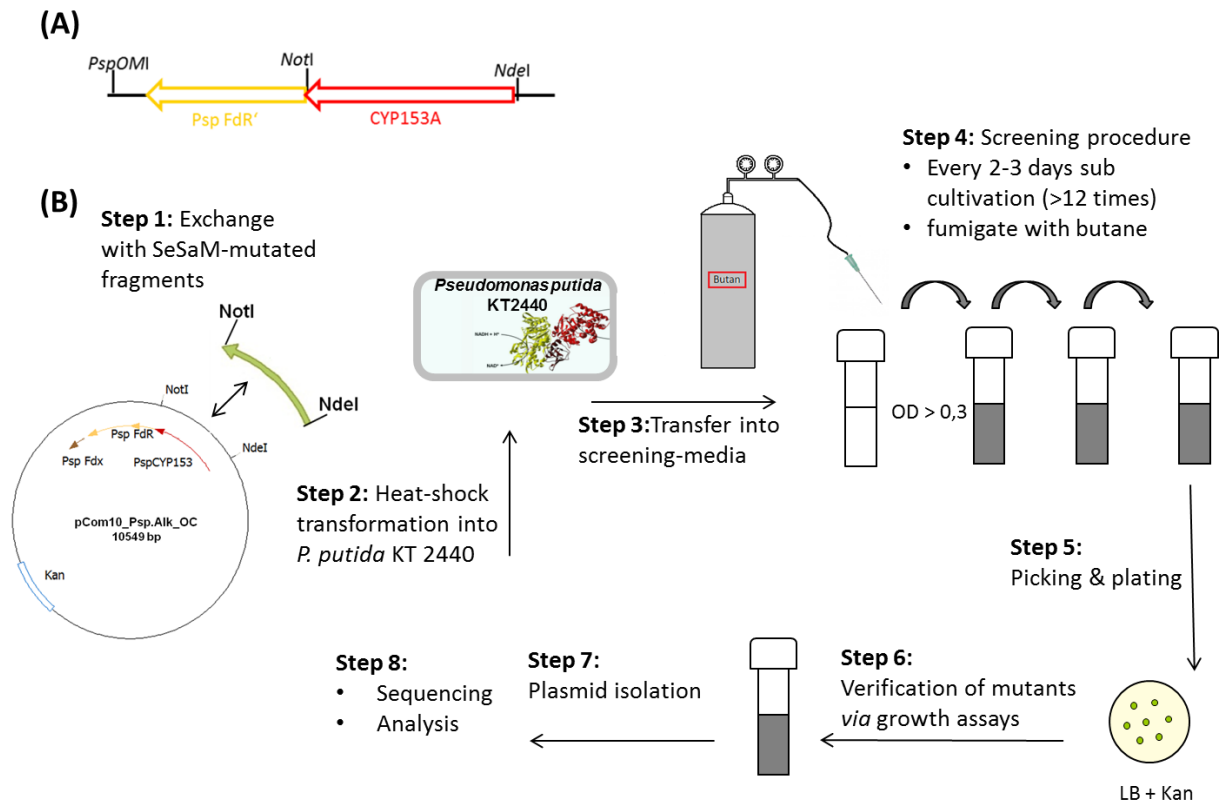 (A)
PspOMI
NotI
NdeI
Psp FdR‘
CYP153A
(B)
Step 1: Exchange
with SeSaM-mutated
fragments
NotI
NdeI
NotI
NdeI
Psp FdR
Psp Fdx
PspCYP153
pCom10_Psp.Alk_OC
10549 bp
Kan
Step 2: Heat-shock
transformation into
P. putida KT 2440
Pseudomonas putida
KT2440
NADH + H⁺
NAD⁺
Step 3:Transfer into
screening-media
Butan
Step 4: Screening procedure
• Every 2-3 days sub
cultivation (>12 times)
• fumigate with butane
OD > 0,3
Step 5:
Picking & plating
LB + Kan
Step 6:
Verification of mutants
via growth assays
Step 7:
Plasmid isolation
Step 8:
• Sequencing
• Analysis